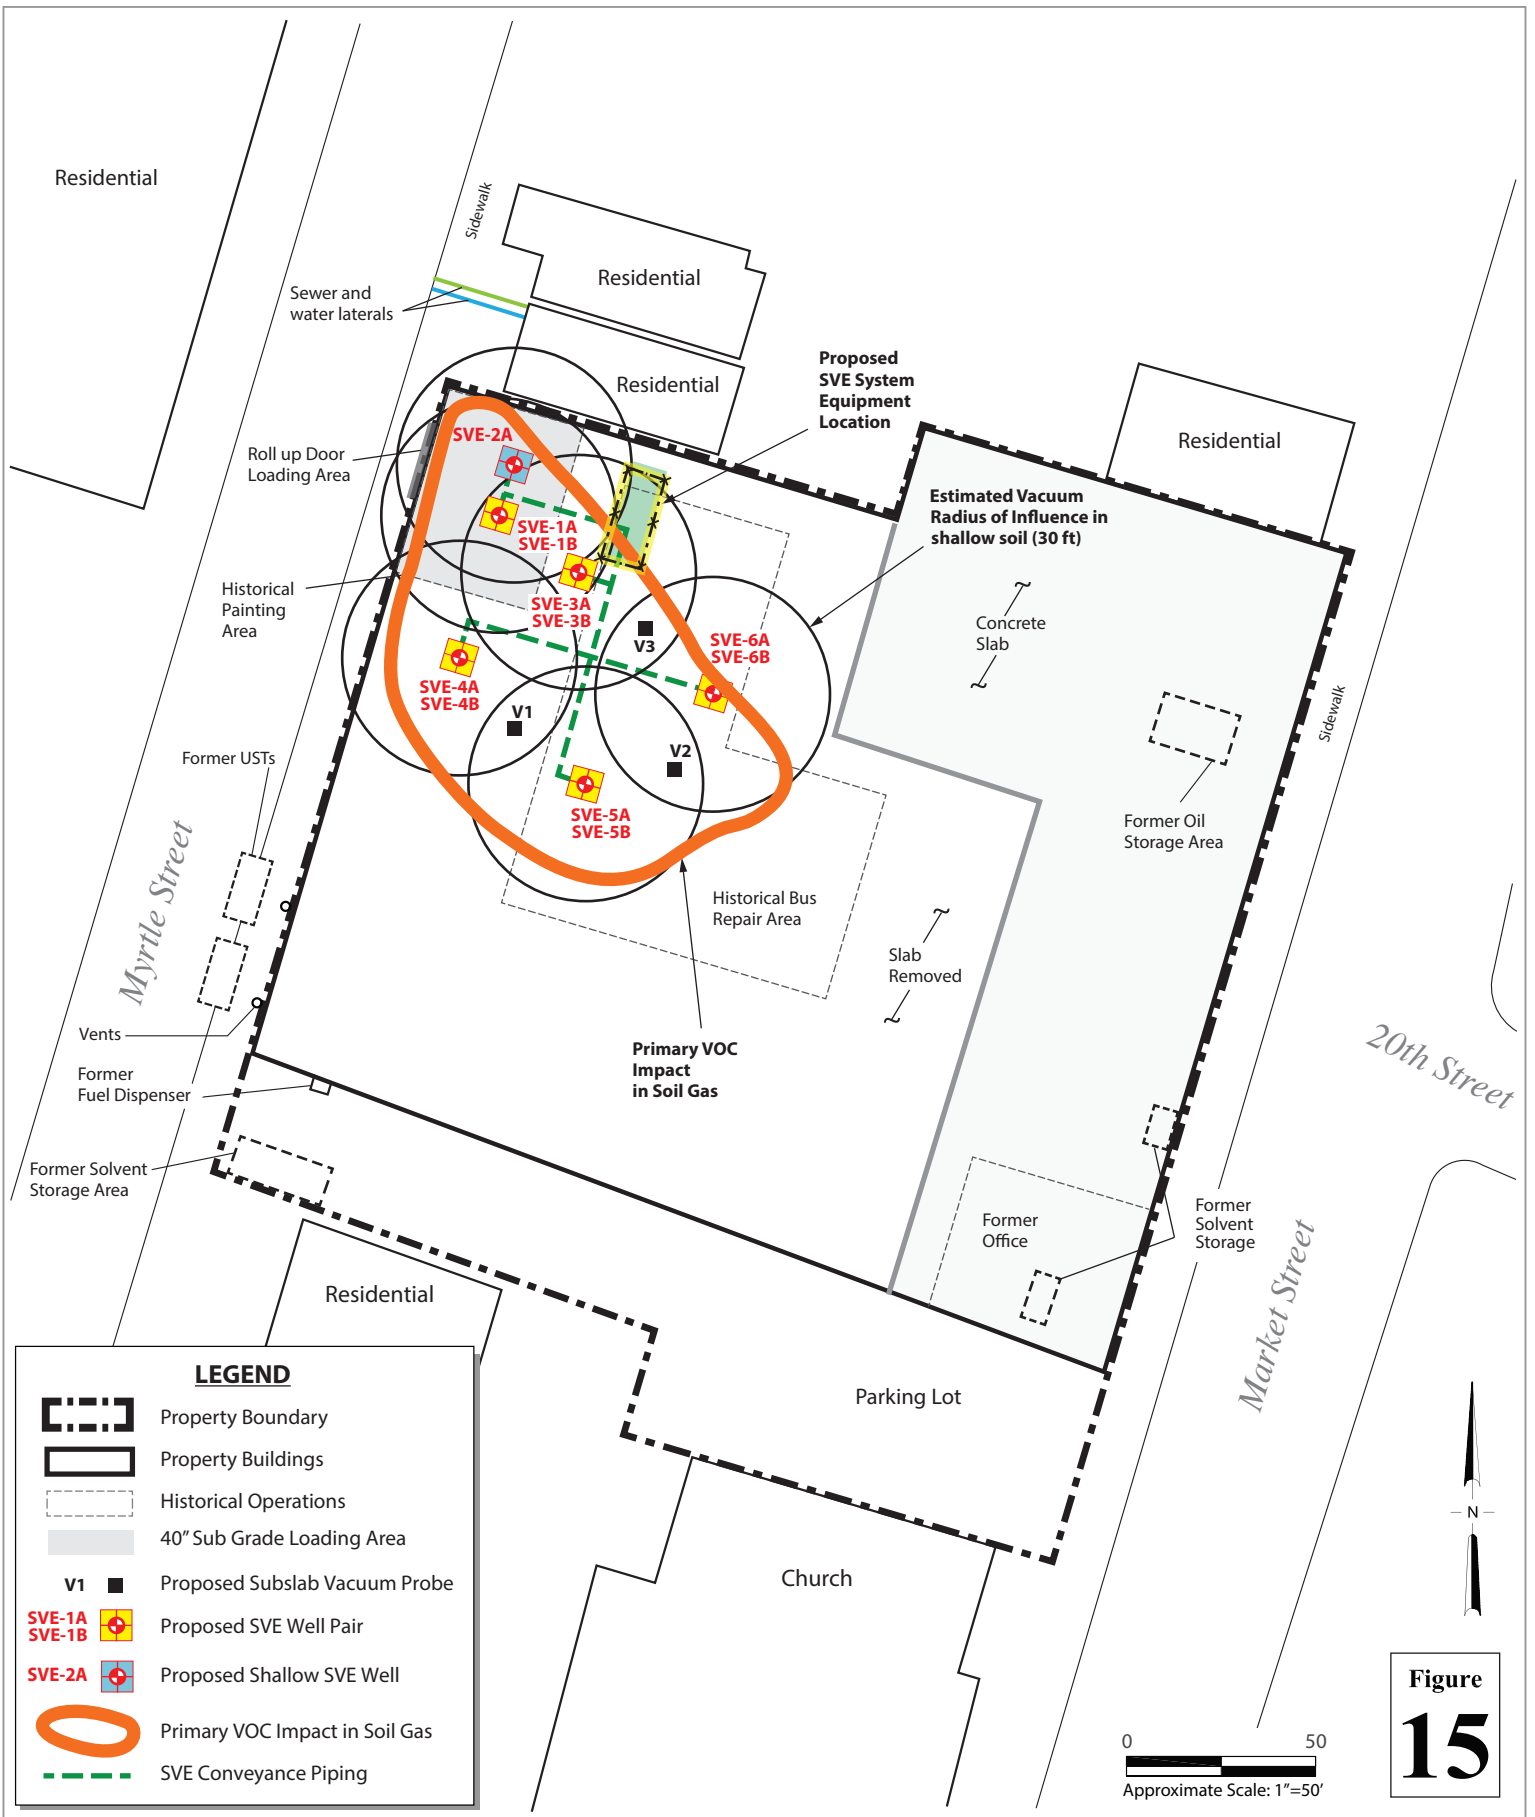 Residential
Sidewalk
Residential
Sewer and
water laterals
Residential
Proposed
SVE System
Equipment
Location
Residential
Roll up Door
Loading Area
SVE-2A
SVE-1A
SVE-1B
Estimated Vacuum
Radius of Influence in
shallow soil (30 ft)
Historical
Painting
Area
SVE-3A
SVE-3B
V3
SVE-6A
SVE-6B
Concrete
Slab
SVE-4A
SVE-4B
V1
V2
Sidewalk
Former USTs
SVE-5A
SVE-5B
Former Oil
Storage Area
Myrtle Street
Historical Bus
Repair Area
Slab
Removed
Vents
Primary VOC
Impact
in Soil Gas
20th Street
Former
Fuel Dispenser
Former Solvent
Storage Area
Former
Office
Former
Solvent
Storage
Residential
Market Street
Parking Lot
Church
LEGEND
Property Boundary
Property Buildings
Historical Operations
40” Sub Grade Loading Area
V1 Proposed Subslab Vacuum Probe
SVE-1A
SVE-1B
Proposed SVE Well Pair
SVE-2A Proposed Shallow SVE Well
Primary VOC Impact in Soil Gas
SVE Conveyance Piping
N
0 50
Approximate Scale: 1”=50’
Figure
15